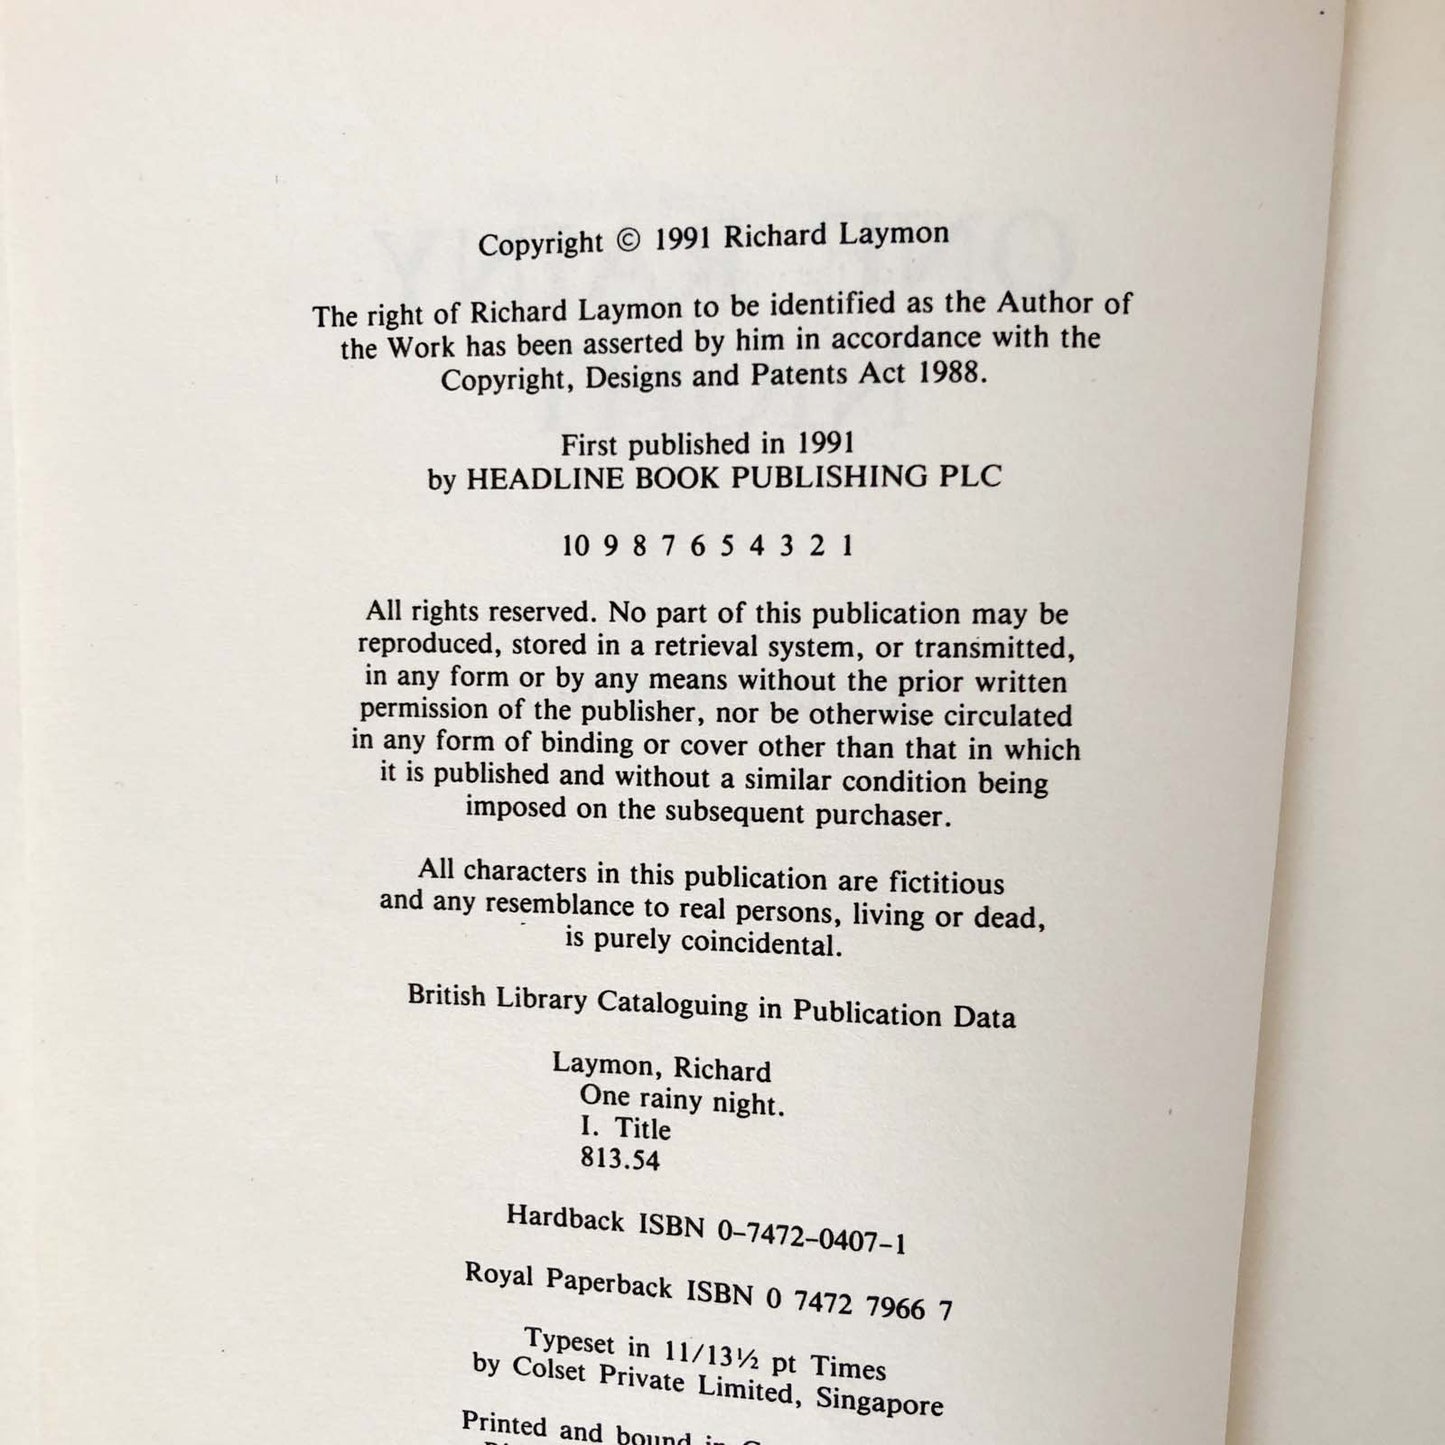 Copyright © 1991 Richard Laymon
The right of Richard Laymon to be identified as the Author of
the Work has been asserted by him in accordance with the
Copyright, Designs and Patents Act 1988.
First published in 1991
by HEADLINE BOOK PUBLISHING PLC
10 9 8 7 6 5 4 3 2 1
All rights reserved. No part of this publication may be
reproduced, stored in a retrieval system, or transmitted,
in any form or by any means without the prior written
permission of the publisher, nor be otherwise circulated
in any form of binding or cover other than that in which
it is published and without a similar condition being
imposed on the subsequent purchaser.
All characters in this publication are fictitious
and any resemblance to real persons, living or dead,
is purely coincidental.
British Library Cataloguing in Publication Data
Laymon, Richard
One rainy night.
I. Title
813.54
Hardback ISBN 0-7472-0407-1
Royal Paperback ISBN 0 7472 7966 7
Typeset in 11/13½ pt Times
by Colset Private Limited, Singapore
Printed and bound in